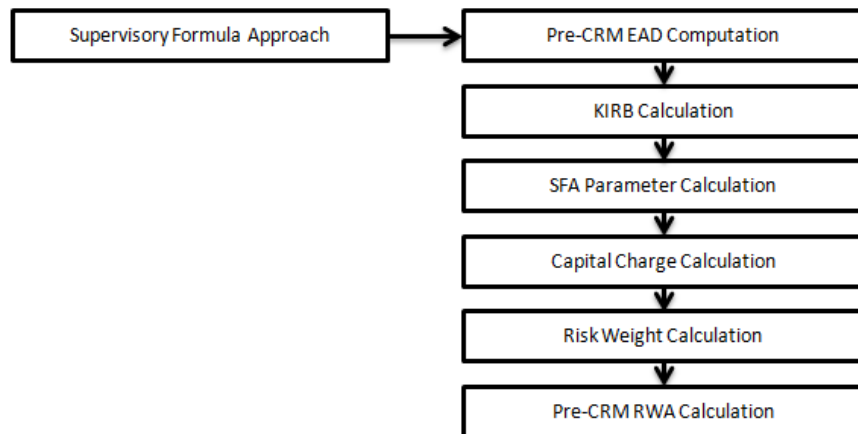 Supervisory Formula Approach
Pre-CRM EAD Computation
KIRB Calculation
SFA Parameter Calculation
Capital Charge Calculation
Risk Weight Calculation
Pre-CRM RWA Calculation